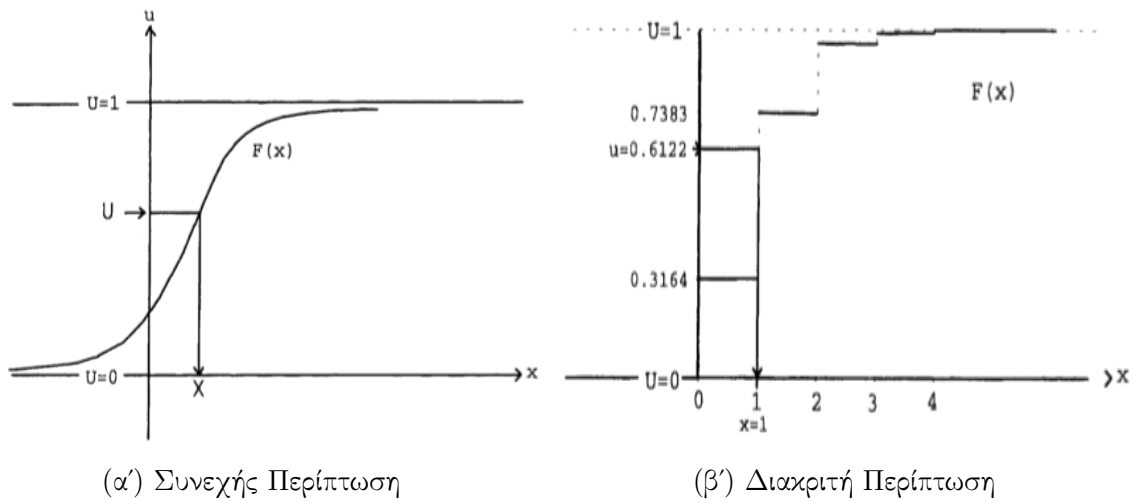 u
U=1
F(x)
U
U=0
x
X
(α΄) Συνεχής Περίπτωση
U=1
F(x)
0.7383
u=0.6122
0.3164
U=0
x
0 1 2 3 4
x=1
(β΄) Διακριτή Περίπτωση